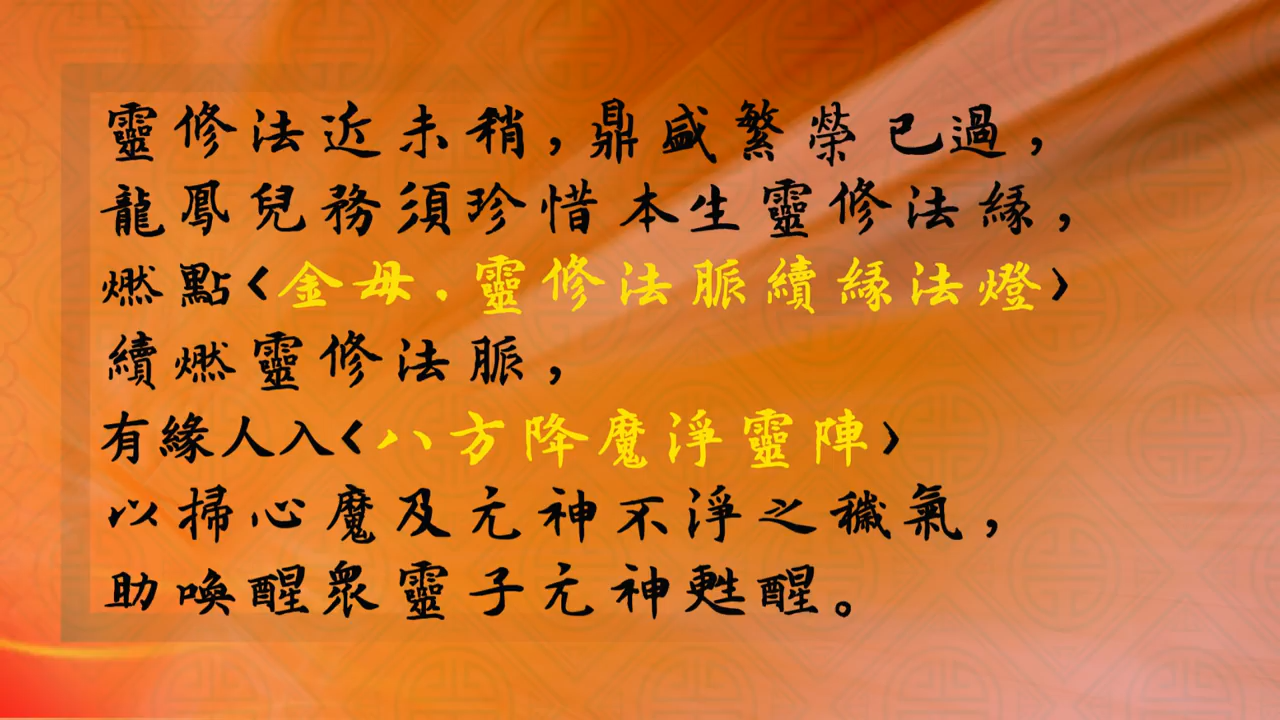 靈修法近未稍，鼎盛繁榮已過，
龍鳳兒務須珍惜本生靈修法緣，
燃點<金母．靈修法脈續緣法燈>
續燃靈修法脈，
有緣人入<八方降魔淨靈陣>
以掃心魔及元神不淨之穢氣，
助喚醒眾靈子元神甦醒。